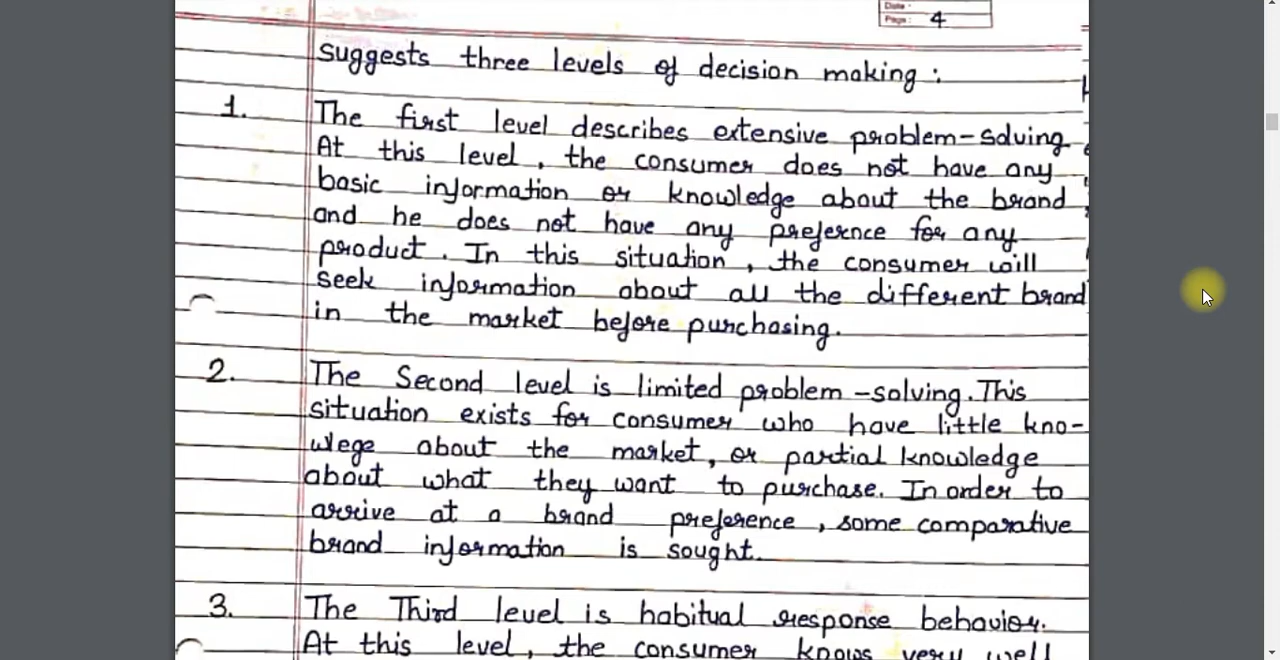 Date :
Page : 4
suggests three levels of decision making :
1. The first level describes extensive problem-solving
At this level, the consumer does not have any
basic information or knowledge about the brand
and he does not have any prefernce for any
product. In this situation, the consumer will
seek information about all the different brand
in the market before purchasing.
2. The Second level is limited problem-solving. This
situation exists for consumer who have little kno-
wlege about the market, or partial knowledge
about what they want to purchase. In order to
arrive at a brand preference, some comparative
brand information is sought.
3. The Third level is habitual response behavior.
At this level, the consumer knows very well